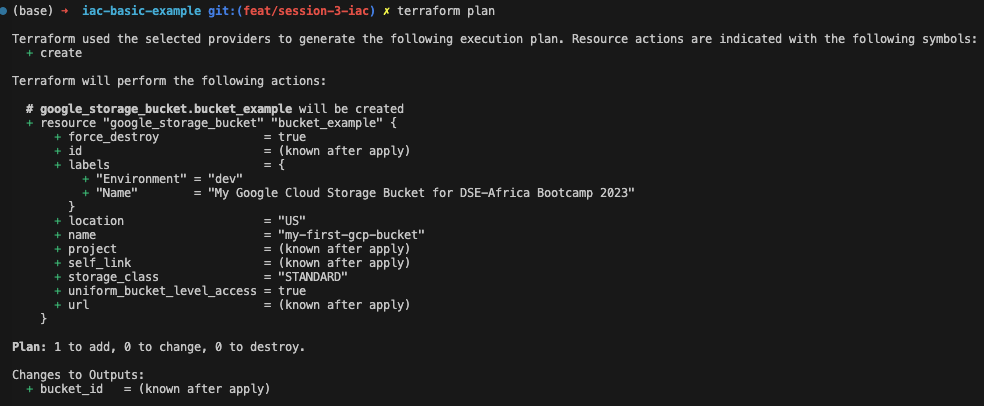 (base) ➜ iac-basic-example git:(feat/session-3-iac) ✗ terraform plan
Terraform used the selected providers to generate the following execution plan. Resource actions are indicated with the following symbols:
  + create
Terraform will perform the following actions:
  # google_storage_bucket.bucket_example will be created
  + resource "google_storage_bucket" "bucket_example" {
      + force_destroy               = true
      + id                          = (known after apply)
      + labels                      = {
          + "Environment" = "dev"
          + "Name"        = "My Google Cloud Storage Bucket for DSE-Africa Bootcamp 2023"
        }
      + location                    = "US"
      + name                        = "my-first-gcp-bucket"
      + project                     = (known after apply)
      + self_link                   = (known after apply)
      + storage_class               = "STANDARD"
      + uniform_bucket_level_access = true
      + url                         = (known after apply)
    }
Plan: 1 to add, 0 to change, 0 to destroy.
Changes to Outputs:
  + bucket_id   = (known after apply)